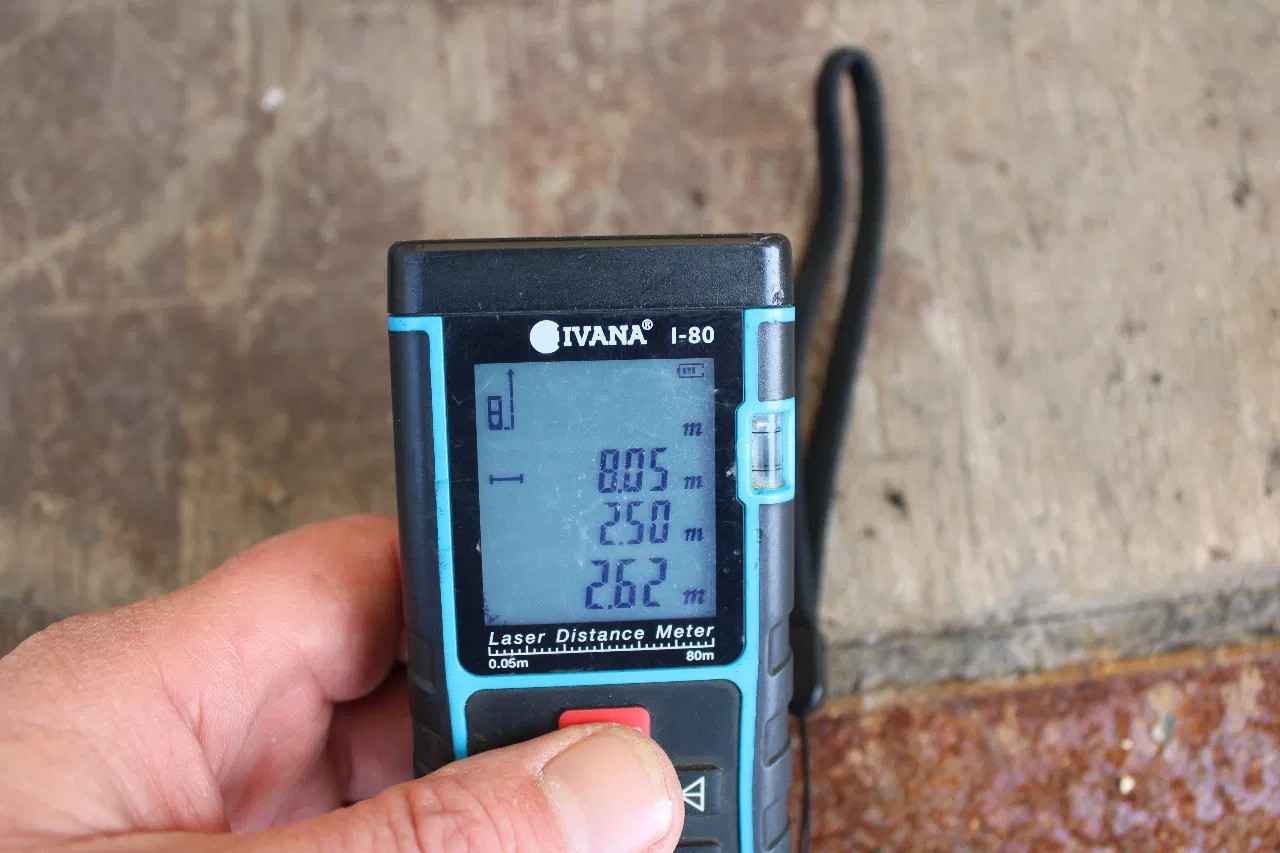 IVANA® I-80
m
8.05 m
2.50 m
2.62 m
Laser Distance Meter
0.05m 80m